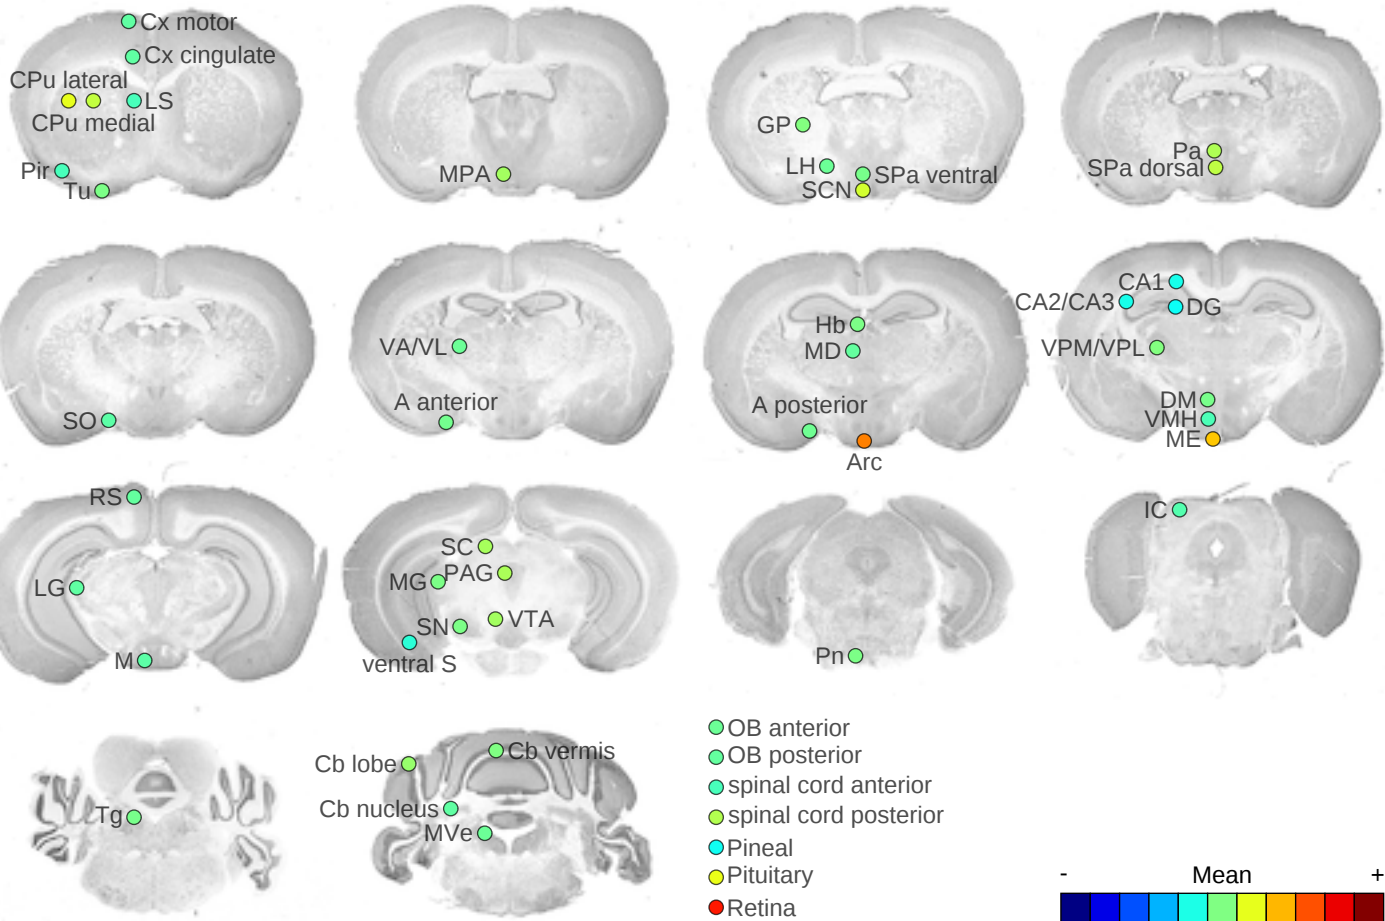 Cx motor
Cx cingulate
CPu lateral
LS
CPu medial
Pir
Tu
MPA
GP
LH
SPa ventral
SCN
Pa
SPa dorsal
SO
VA/VL
A anterior
Hb
MD
A posterior
Arc
CA1
CA2/CA3
DG
VPM/VPL
DM
VMH
ME
RS
LG
M
SC
PAG
MG
VTA
SN
ventral S
Pn
IC
Tg
Cb vermis
Cb lobe
Cb nucleus
MVe
OB anterior
OB posterior
spinal cord anterior
spinal cord posterior
Pineal
Pituitary
Retina
- Mean +